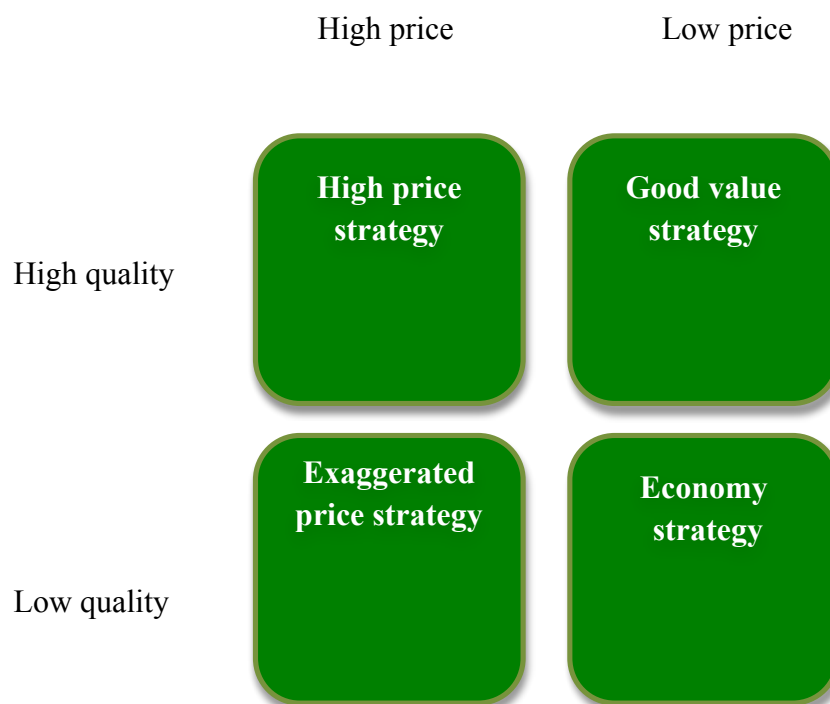 High price
Low price
High price
strategy
Good value
strategy
High quality
Exaggerated
price strategy
Economy
strategy
Low quality